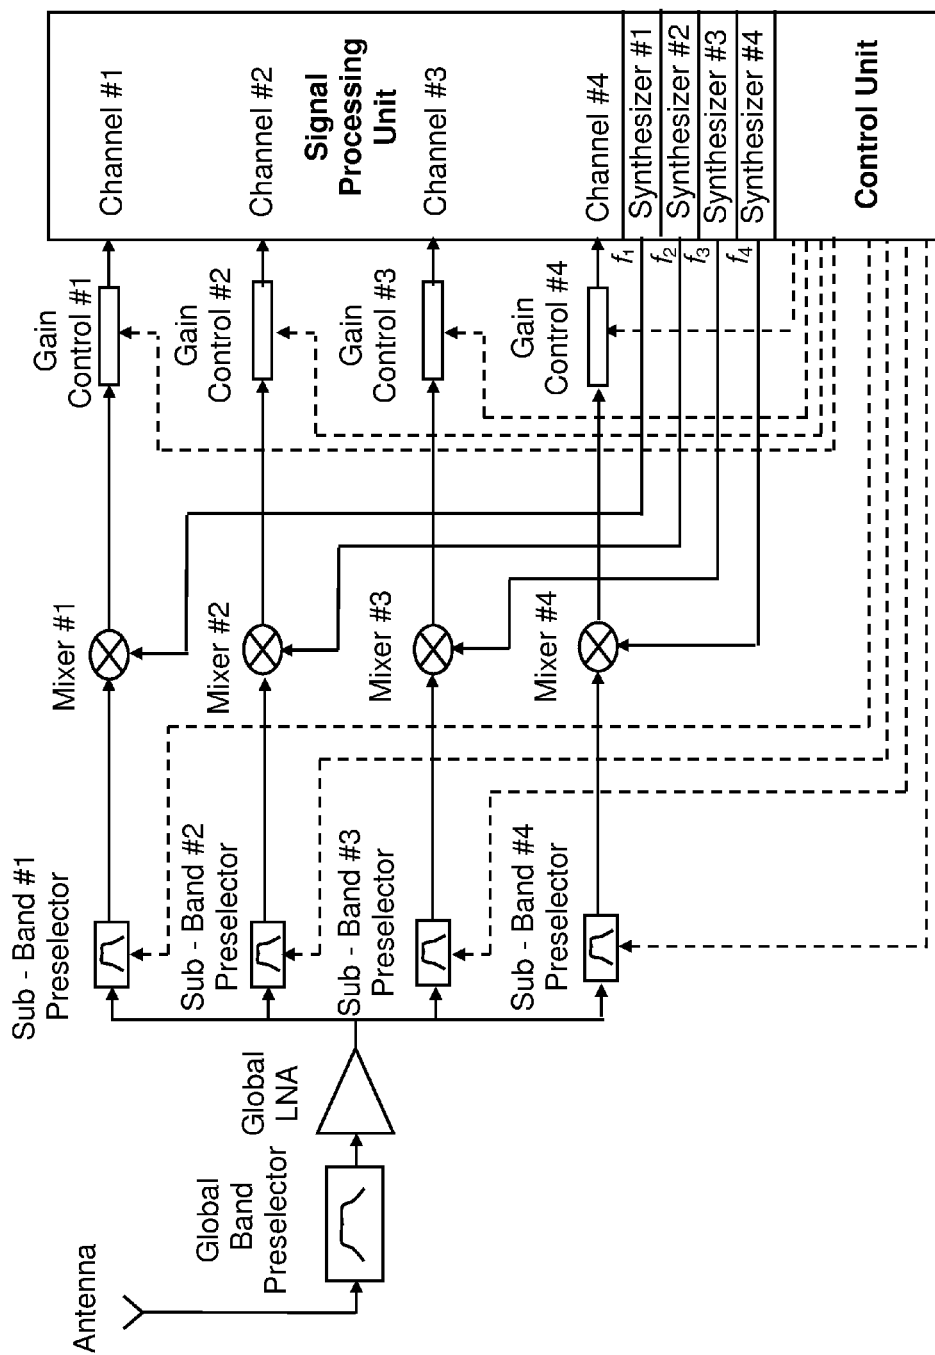 Antenna
Global
Band
Preselector
Global
LNA
Sub - Band #1
Preselector
Sub - Band #2
Preselector
Sub - Band #3
Preselector
Sub - Band #4
Preselector
Mixer #1
Mixer #2
Mixer #3
Mixer #4
Gain
Control #1
Gain
Control #2
Gain
Control #3
Gain
Control #4
f1
f2
f3
f4
Channel #1
Channel #2
Signal
Processing
Unit
Channel #3
Channel #4
Synthesizer #1
Synthesizer #2
Synthesizer #3
Synthesizer #4
Control Unit